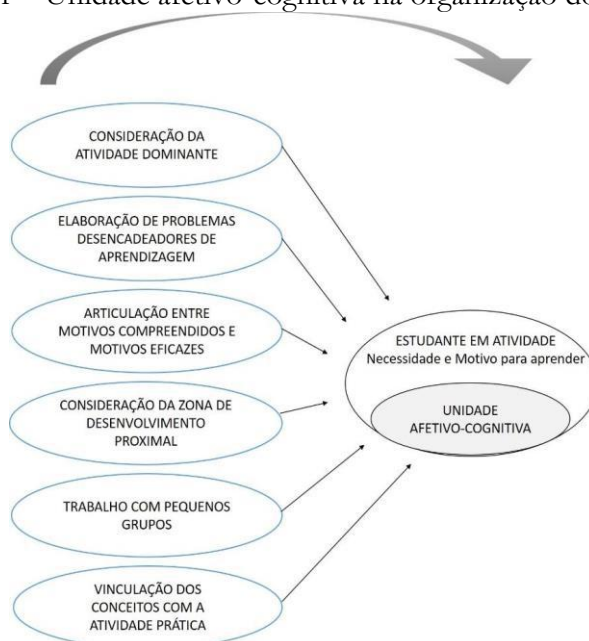 Unidade afetivo-cognitiva na organização do
CONSIDERAÇÃO DA
ATIVIDADE DOMINANTE
ELABORAÇÃO DE PROBLEMAS
DESENCADEADORES DE
APRENDIZAGEM
ARTICULAÇÃO ENTRE
MOTIVOS COMPREENDIDOS E
MOTIVOS EFICAZES
CONSIDERAÇÃO DA ZONA DE
DESENVOLVIMENTO
PROXIMAL
TRABALHO COM PEQUENOS
GRUPOS
VINCULAÇÃO DOS
CONCEITOS COM A
ATIVIDADE PRÁTICA
ESTUDANTE EM ATIVIDADE
Necessidade e Motivo para aprender
UNIDADE
AFETIVO-COGNITIVA